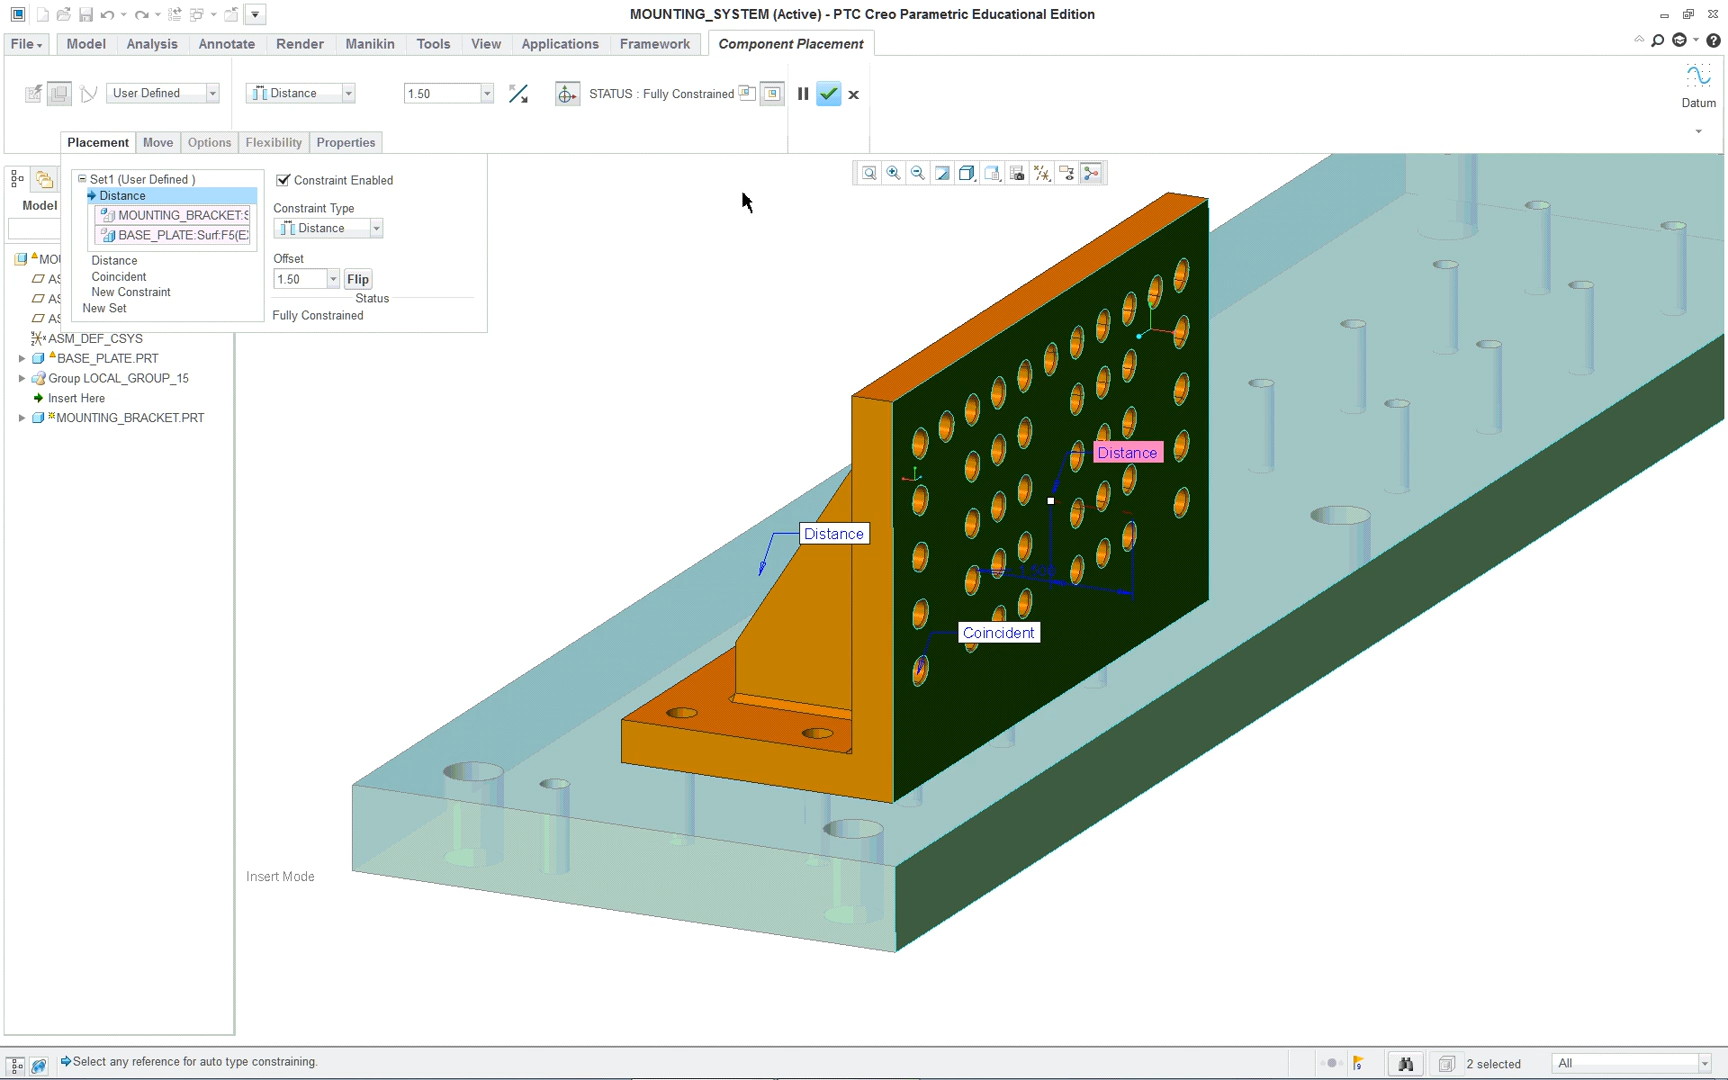 MOUNTING_SYSTEM (Active) - PTC Creo Parametric Educational Edition
File
Model
Analysis
Annotate
Render
Manikin
Tools
View
Applications
Framework
Component Placement
User Defined
Distance
1.50
STATUS : Fully Constrained
Datum
Placement
Move
Options
Flexibility
Properties
Set1 (User Defined )
Distance
MOUNTING_BRACKET:S
BASE_PLATE:Surf:F5(E
Distance
Coincident
New Constraint
New Set
Constraint Enabled
Constraint Type
Distance
Offset
1.50
Flip
Status
Fully Constrained
Model
MOU
AS
AS
AS
ASM_DEF_CSYS
BASE_PLATE.PRT
Group LOCAL_GROUP_15
Insert Here
MOUNTING_BRACKET.PRT
Distance
Distance
Coincident
Insert Mode
Select any reference for auto type constraining.
2 selected
All